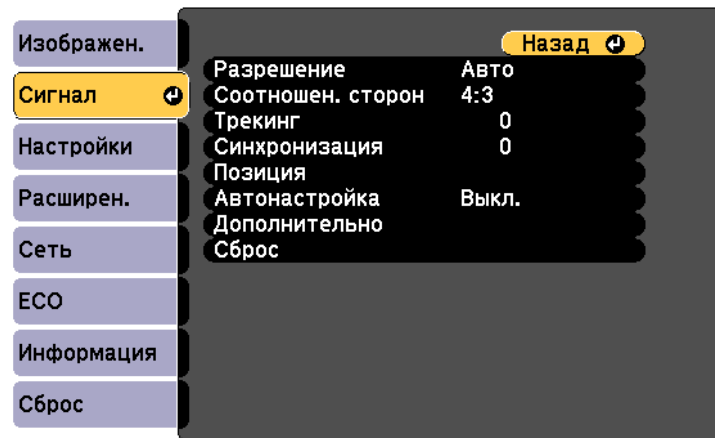 Изображен.
Сигнал
Настройки
Расширен.
Сеть
ECO
Информация
Сброс
Назад
Разрешение Авто
Соотношен. сторон 4:3
Трекинг 0
Синхронизация 0
Позиция
Автонастройка Выкл.
Дополнительно
Сброс